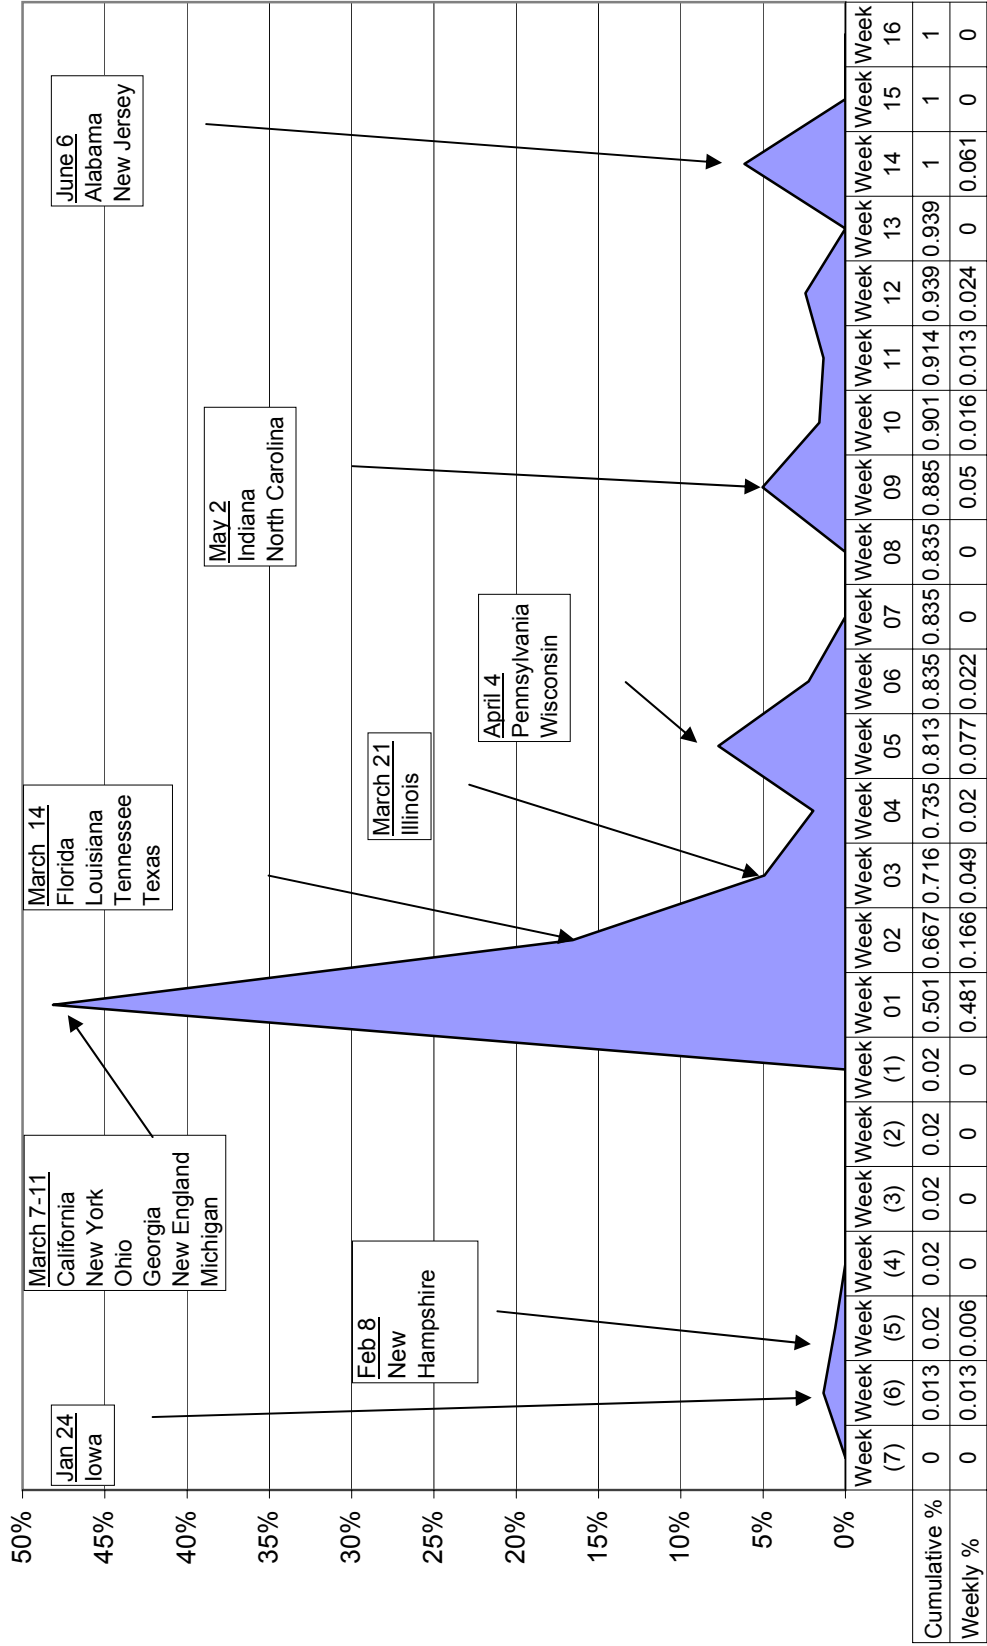 50%
45%
40%
35%
30%
25%
20%
15%
10%
5%
0%
Jan 24
Iowa
Feb 8
New
Hampshire
March 7-11
California
New York
Ohio
Georgia
New England
Michigan
March 14
Florida
Louisiana
Tennessee
Texas
March 21
Illinois
April 4
Pennsylvania
Wisconsin
May 2
Indiana
North Carolina
June 6
Alabama
New Jersey
Week Week Week Week Week Week Week Week Week Week Week Week Week Week Week Week Week Week Week Week Week Week Week
(7) (6) (5) (4) (3) (2) (1) 01 02 03 04 05 06 07 08 09 10 11 12 13 14 15 16
Cumulative % 0 0.013 0.02 0.02 0.02 0.02 0.02 0.501 0.667 0.716 0.735 0.813 0.835 0.835 0.835 0.885 0.901 0.914 0.939 0.939 1 1 1
Weekly % 0 0.013 0.006 0 0 0 0 0.481 0.166 0.049 0.02 0.077 0.022 0 0 0.05 0.016 0.013 0.024 0 0.061 0 0